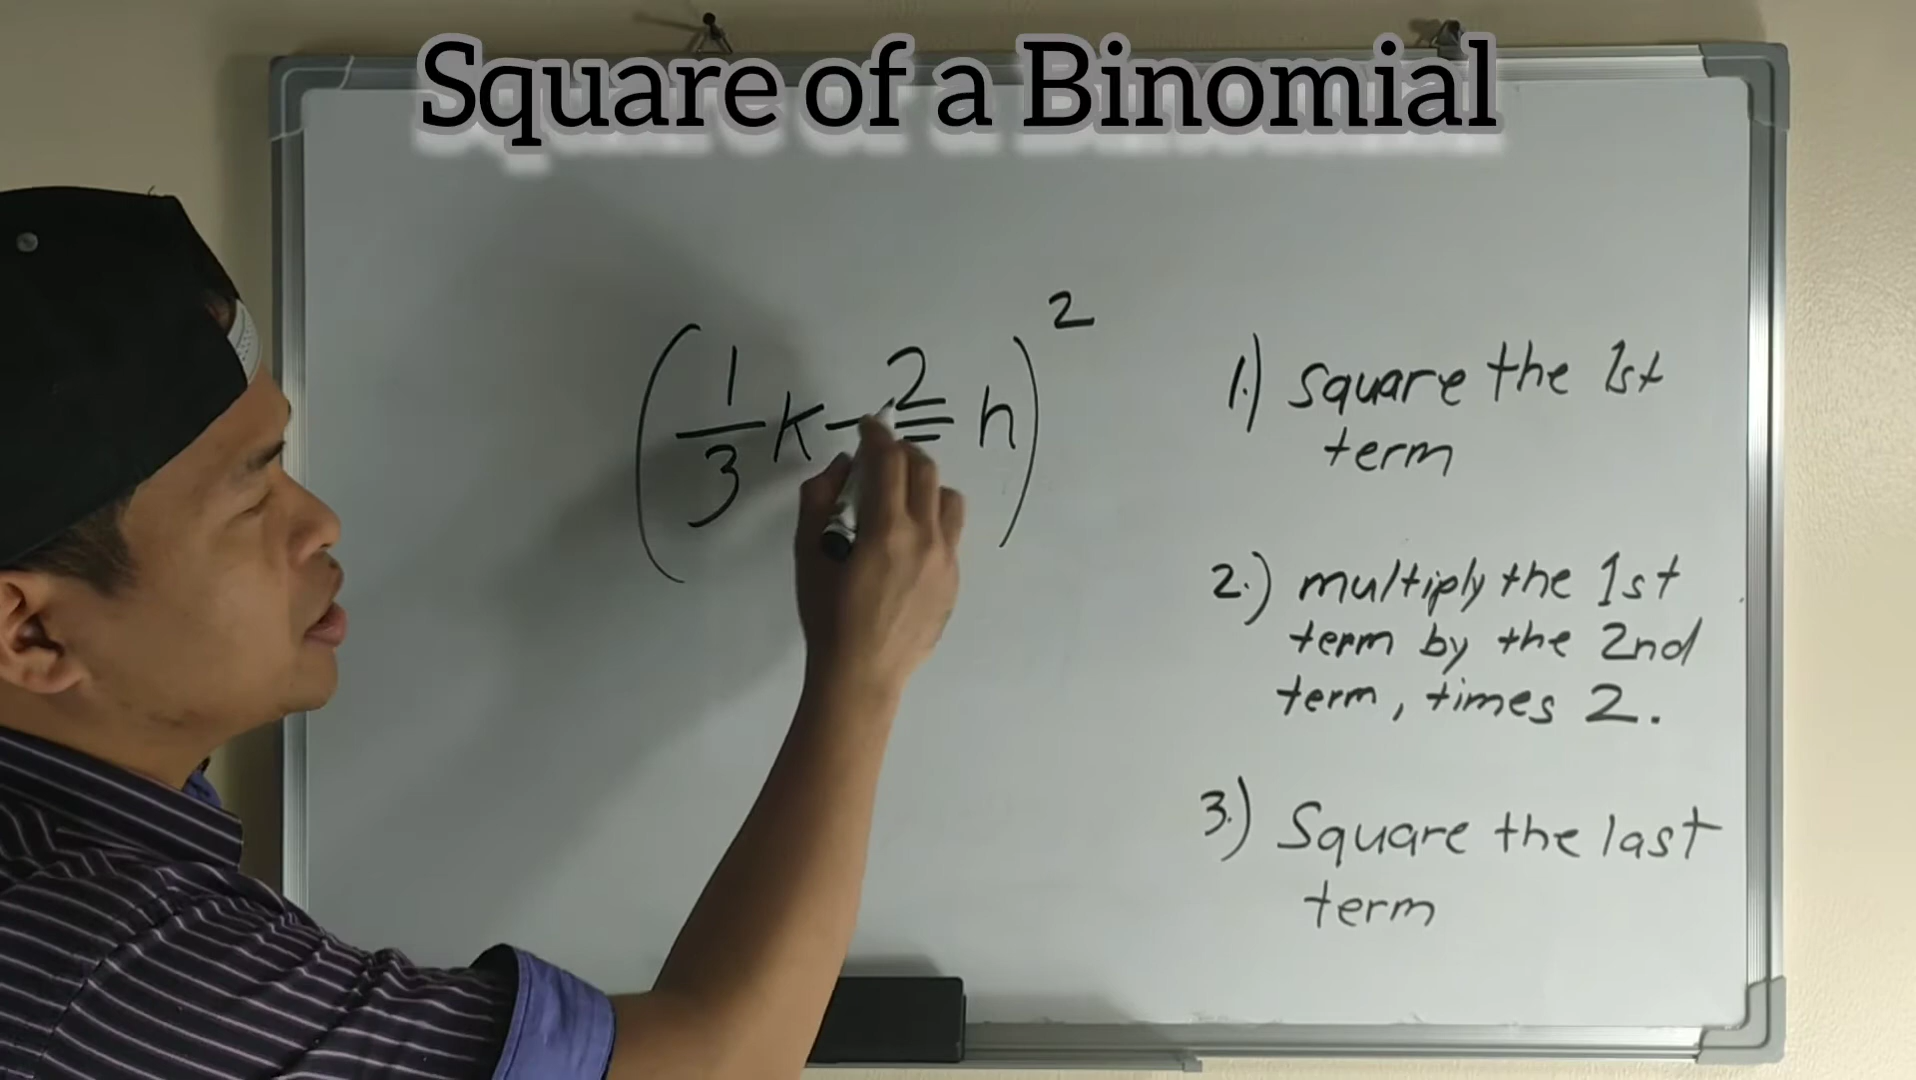 Square of a Binomial
(1/3 k - 2/ h)²
1.) square the 1st
term
2.) multiply the 1st
term by the 2nd
term, times 2.
3.) Square the last
term